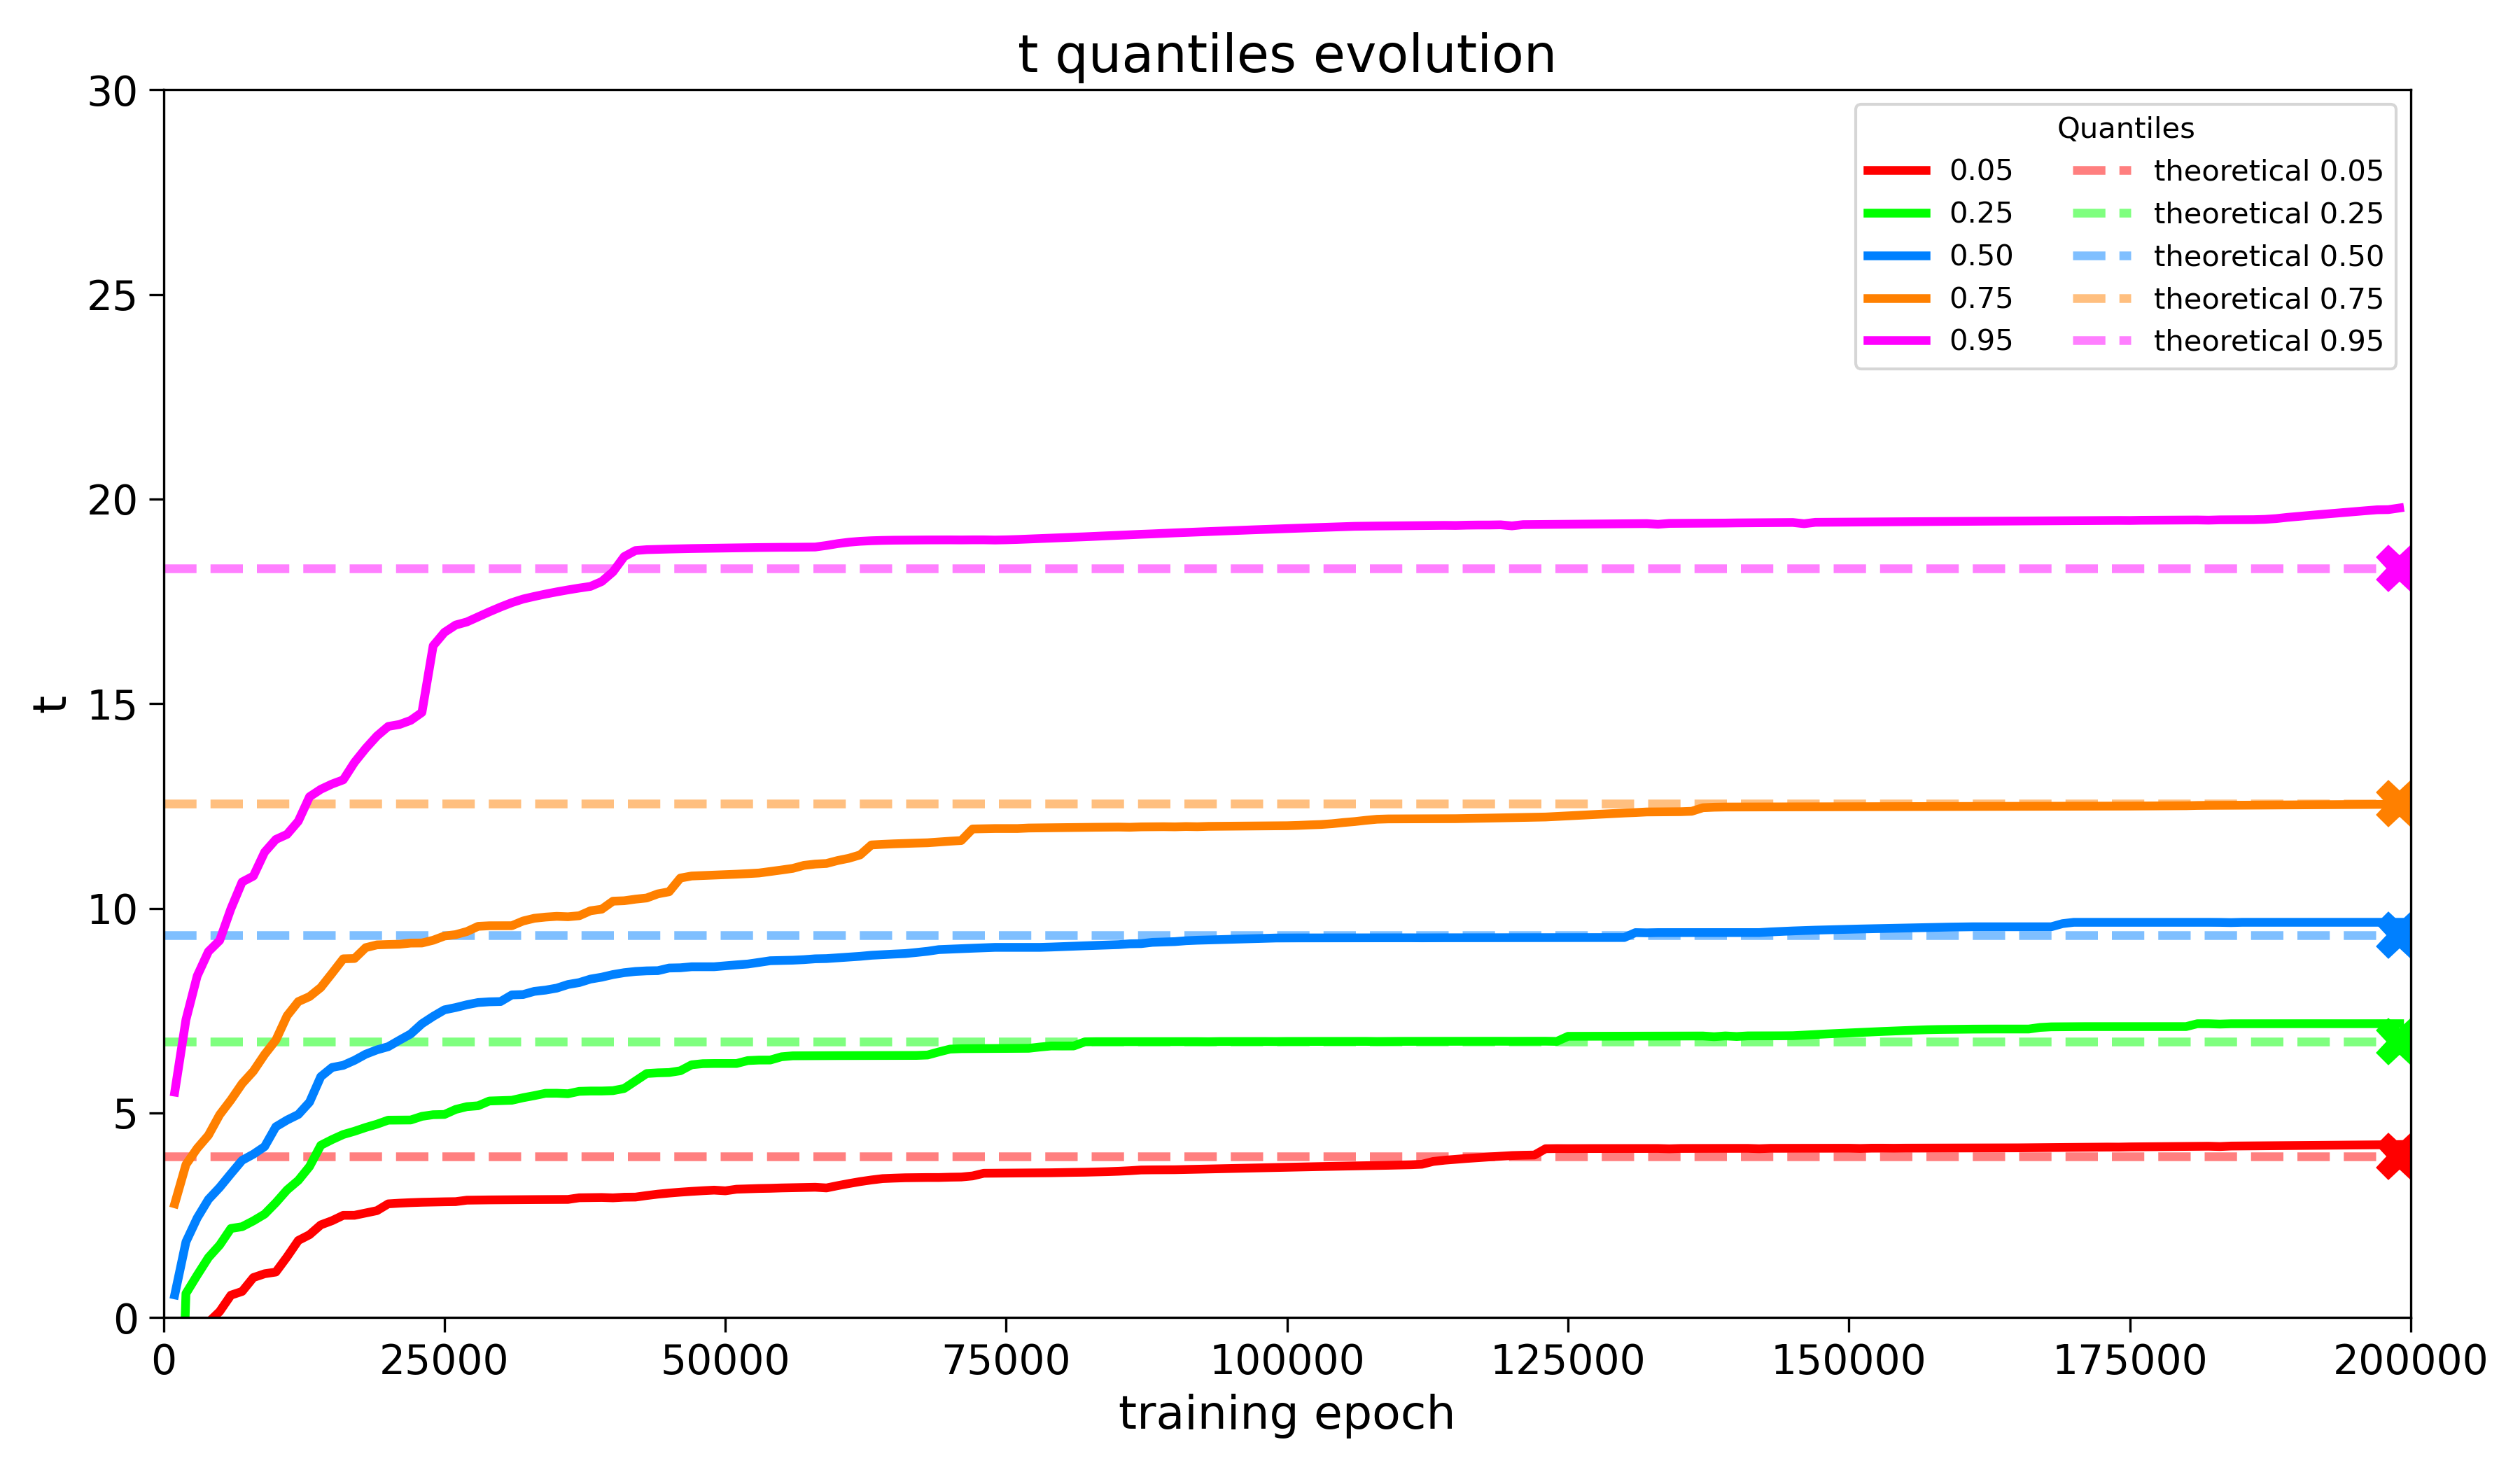 t quantiles evolution
30
25
20
15
10
5
0
t
Quantiles
0.05 theoretical 0.05
0.25 theoretical 0.25
0.50 theoretical 0.50
0.75 theoretical 0.75
0.95 theoretical 0.95
0 25000 50000 75000 100000 125000 150000 175000 200000
training epoch